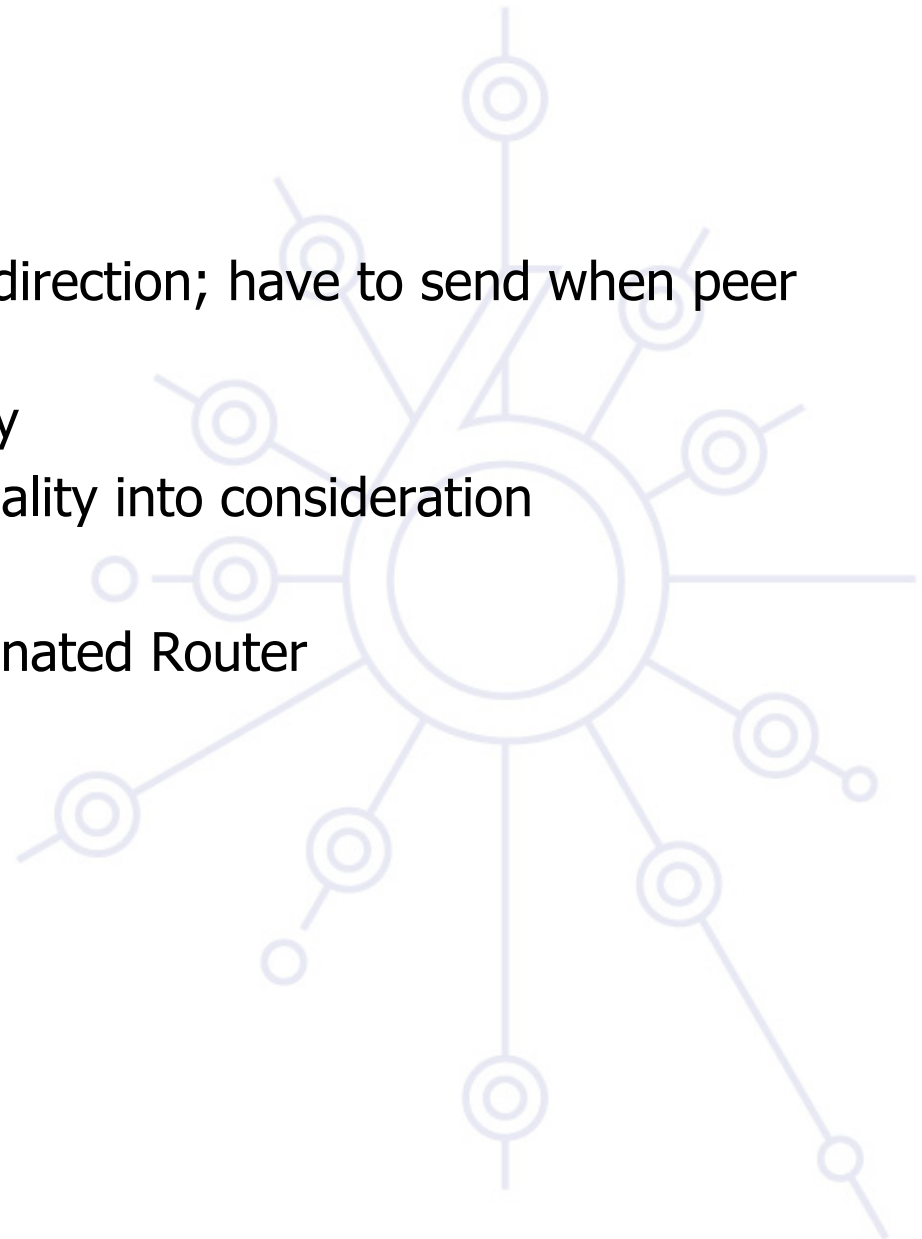 direction; have to send when peer
y
ality into consideration
nated Router